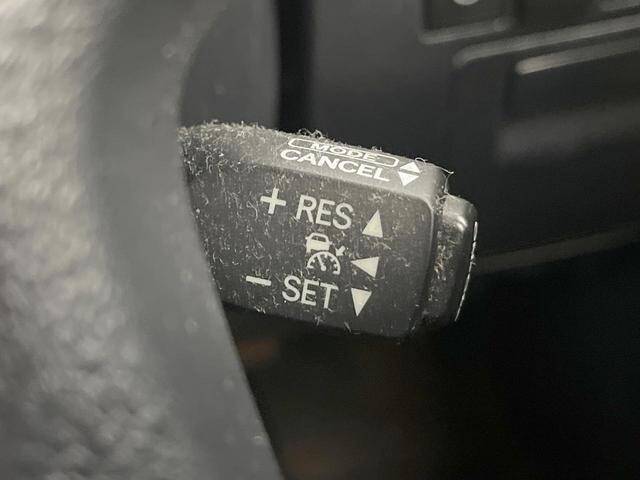 MODE
CANCEL
+ RES
- SET